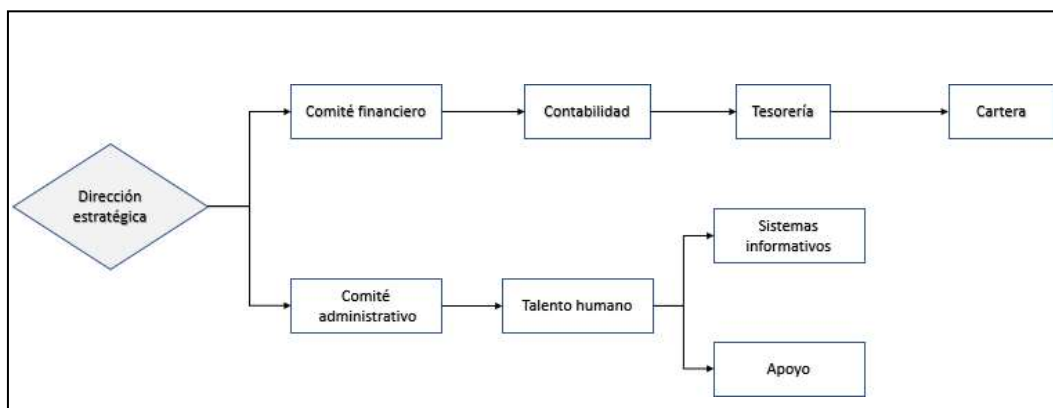 Comité financiero
Contabilidad
Tesorería
Cartera
Dirección
estratégica
Sistemas
informativos
Comité
administrativo
Talento humano
Apoyo